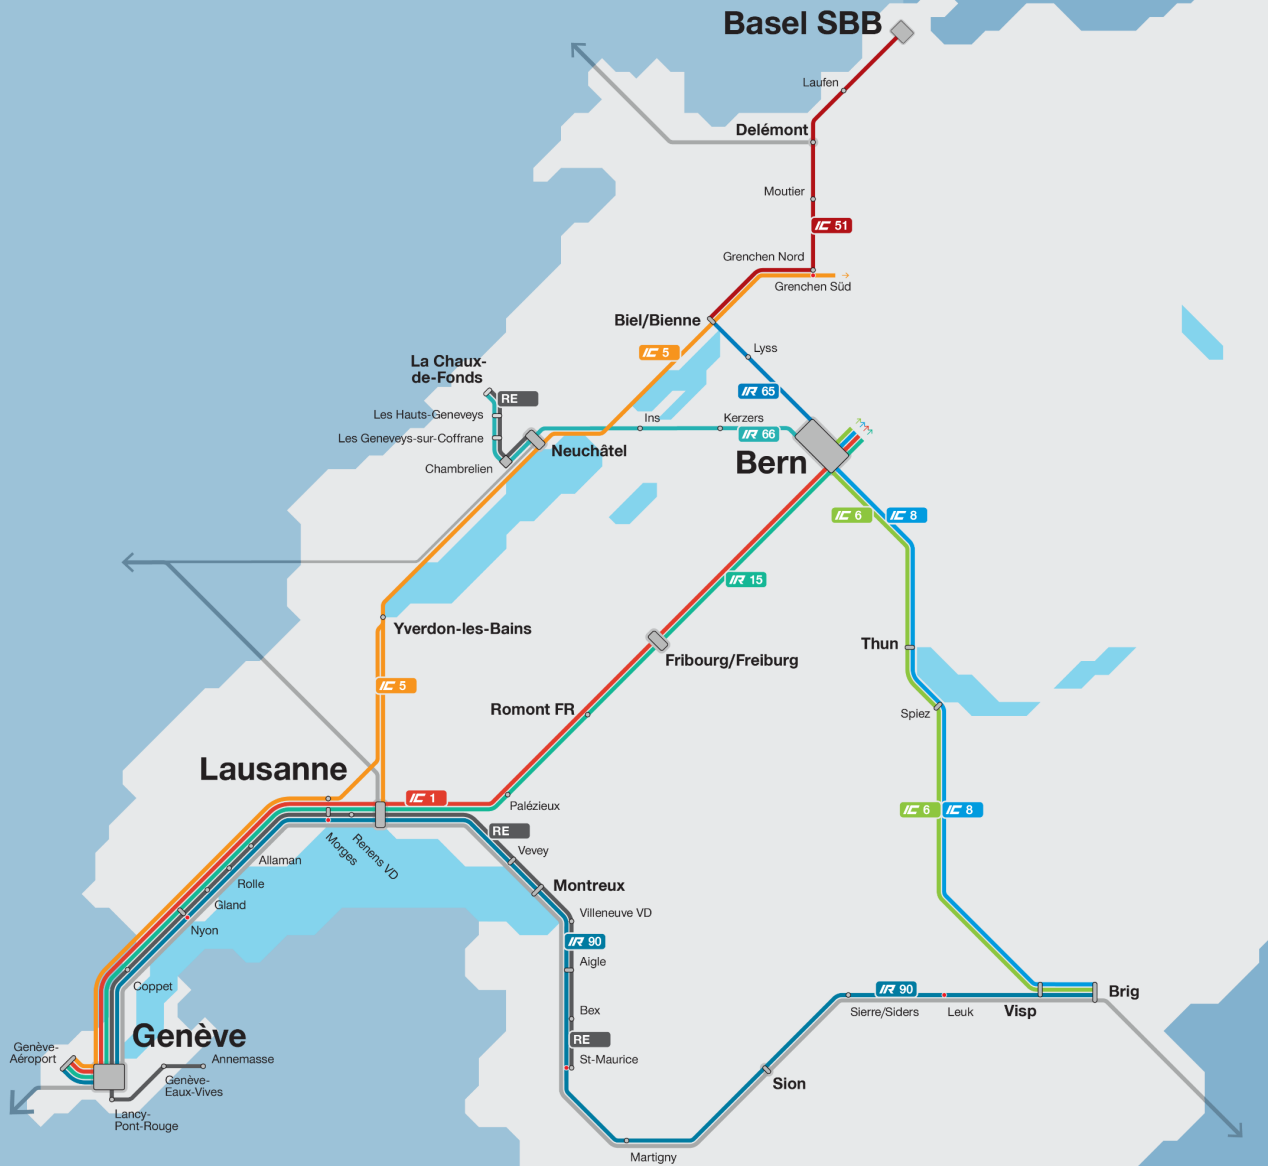 Basel SBB
Laufen
Delémont
Moutier
IC 51
Grenchen Nord
Grenchen Süd
Biel/Bienne
IC 5
Lyss
La Chaux-
de-Fonds
IR 65
RE
Les Hauts-Geneveys
Ins
Kerzers
IR 66
Les Geneveys-sur-Coffrane
Neuchâtel
Chambrelien
Bern
IC 6
IC 8
IR 15
Yverdon-les-Bains
Thun
Fribourg/Freiburg
IC 5
Romont FR
Spiez
Lausanne
IC 1
Palézieux
IC 6
IC 8
RE
Morges
Renens VD
Vevey
Allaman
Rolle
Montreux
Gland
Villeneuve VD
Nyon
IR 90
Aigle
Coppet
IR 90
Brig
Bex
Sierre/Siders
Leuk
Visp
Genève
RE
Genève-
Aéroport
Annemasse
St-Maurice
Genève-
Eaux-Vives
Sion
Lancy-
Pont-Rouge
Martigny